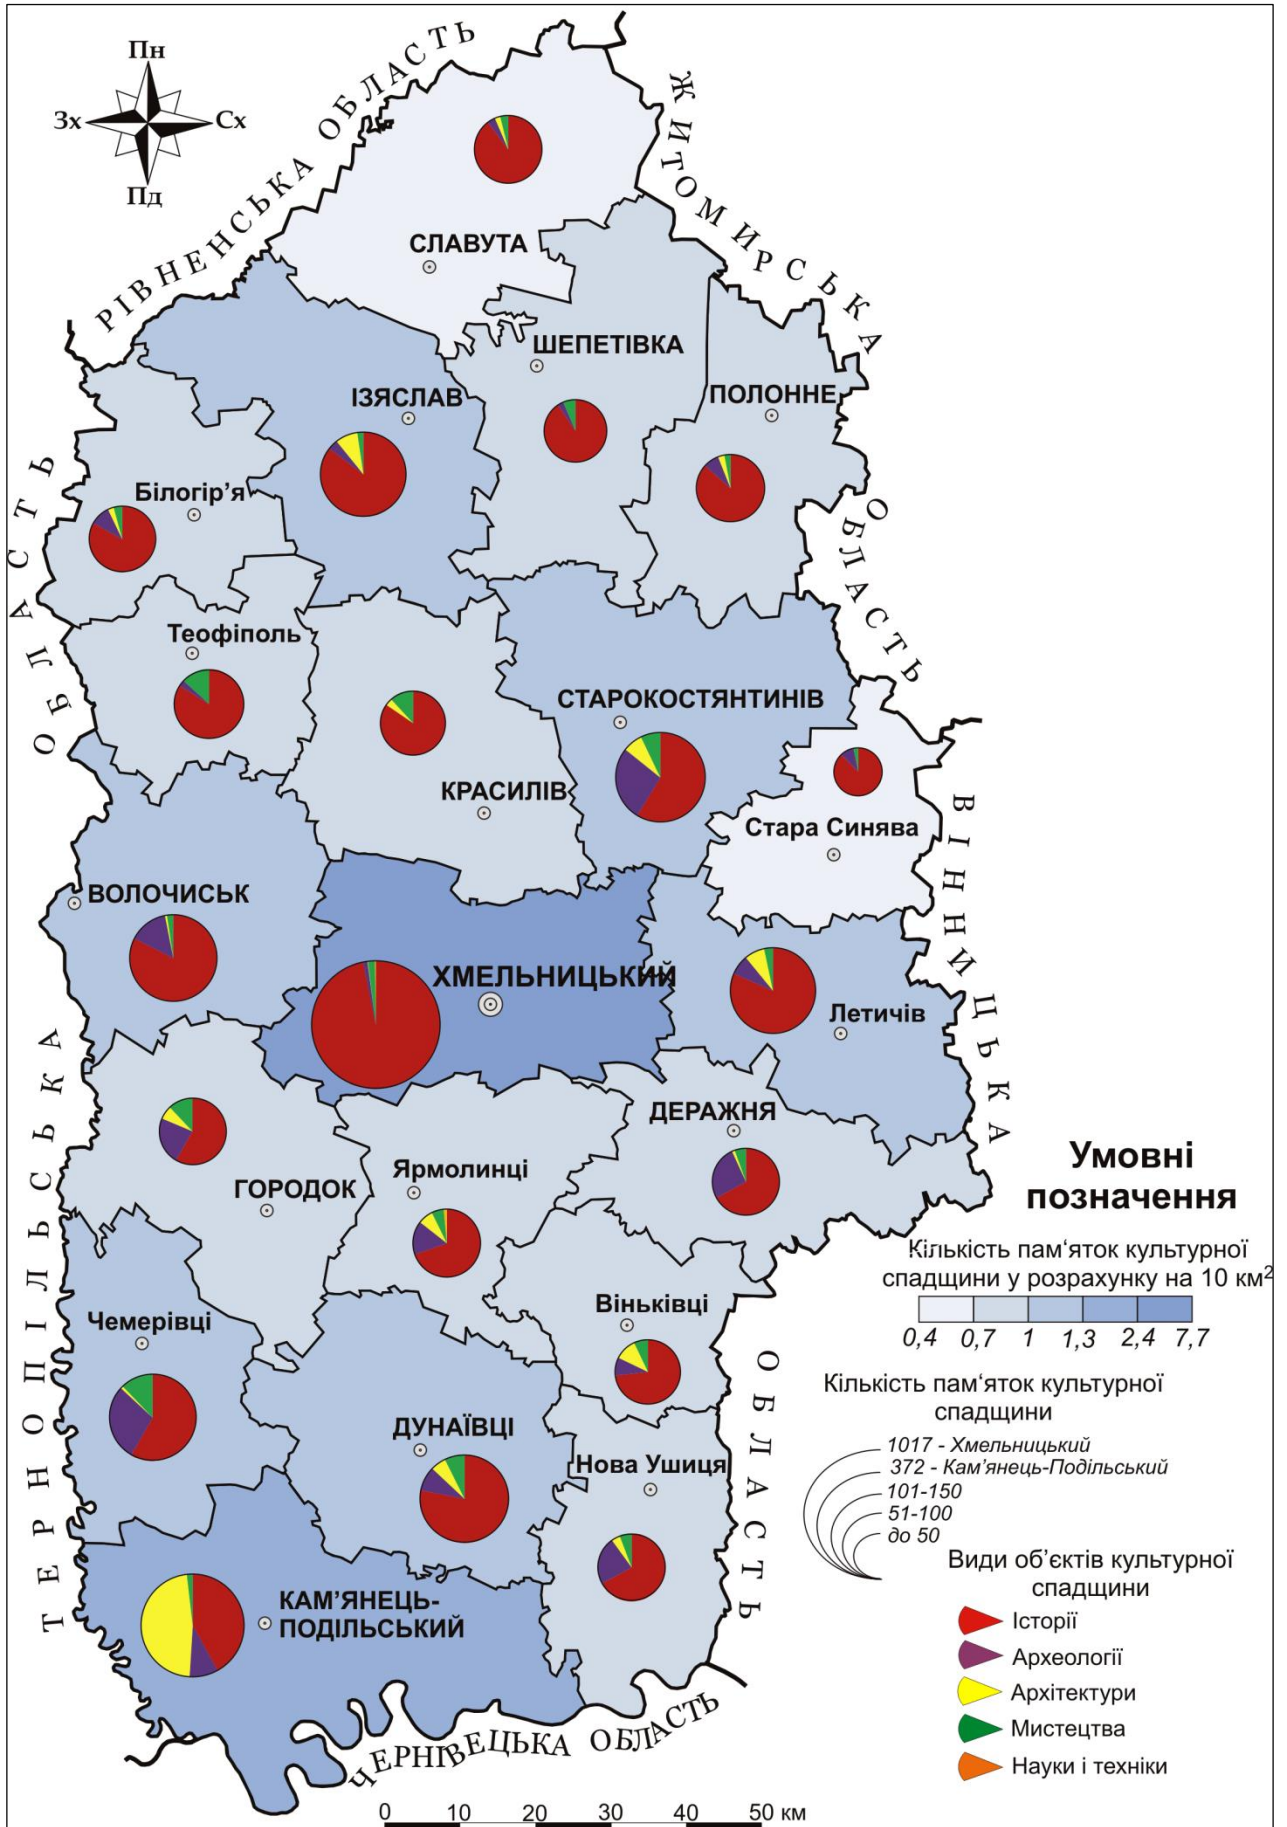 Пн
Зх
Сх
Пд
РІВНЕНСЬКА ОБЛАСТЬ
ЖИТОМИРСЬКА ОБЛАСТЬ
СЛАВУТА
ШЕПЕТІВКА
ІЗЯСЛАВ
ПОЛОННЕ
Білогір'я
Теофіполь
СТАРОКОСТЯНТИНІВ
КРАСИЛІВ
Стара Синява
ВОЛОЧИСЬК
ХМЕЛЬНИЦЬКИЙ
Летичів
ДЕРАЖНЯ
Ярмолинці
ГОРОДОК
Віньківці
Чемерівці
ДУНАЇВЦІ
Нова Ушиця
КАМ'ЯНЕЦЬ-
ПОДІЛЬСЬКИЙ
ТЕРНОПІЛЬСЬКА ОБЛАСТЬ
ВІННИЦЬКА ОБЛАСТЬ
ЧЕРНІВЕЦЬКА ОБЛАСТЬ
0 10 20 30 40 50 км
Умовні
позначення
Кількість пам'яток культурної
спадщини у розрахунку на 10 км²
0,4 0,7 1 1,3 2,4 7,7
Кількість пам'яток культурної
спадщини
1017 - Хмельницький
372 - Кам'янець-Подільський
101-150
51-100
до 50
Види об'єктів культурної
спадщини
Історії
Археології
Архітектури
Мистецтва
Науки і техніки